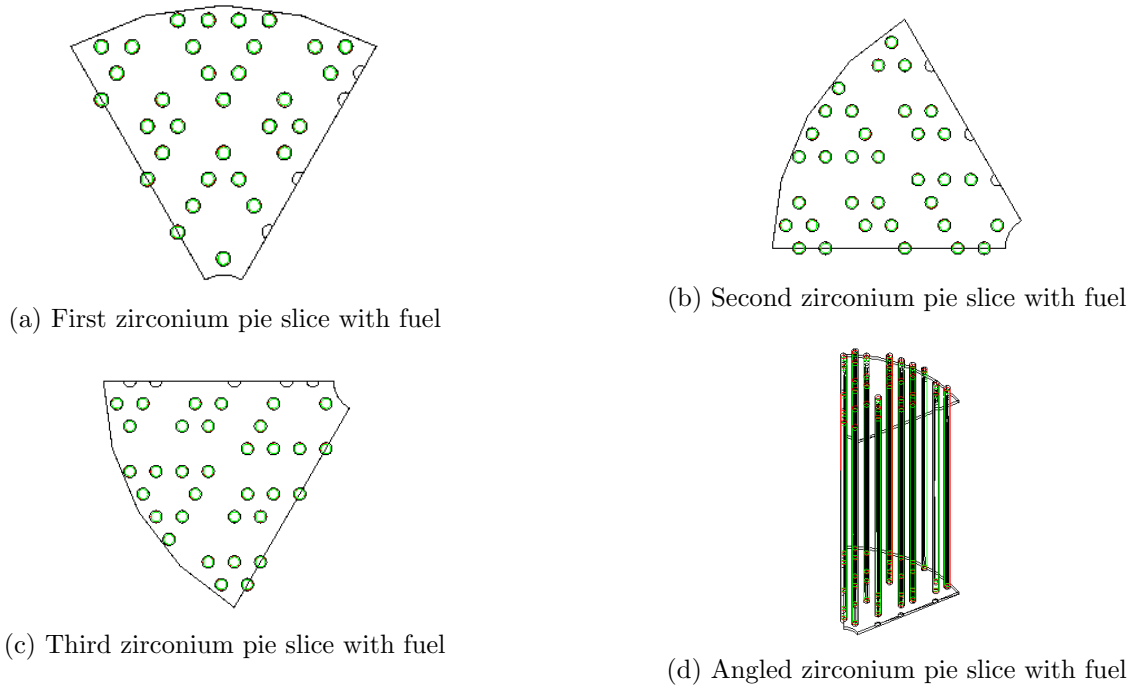 (a) First zirconium pie slice with fuel
(b) Second zirconium pie slice with fuel
(c) Third zirconium pie slice with fuel
(d) Angled zirconium pie slice with fuel